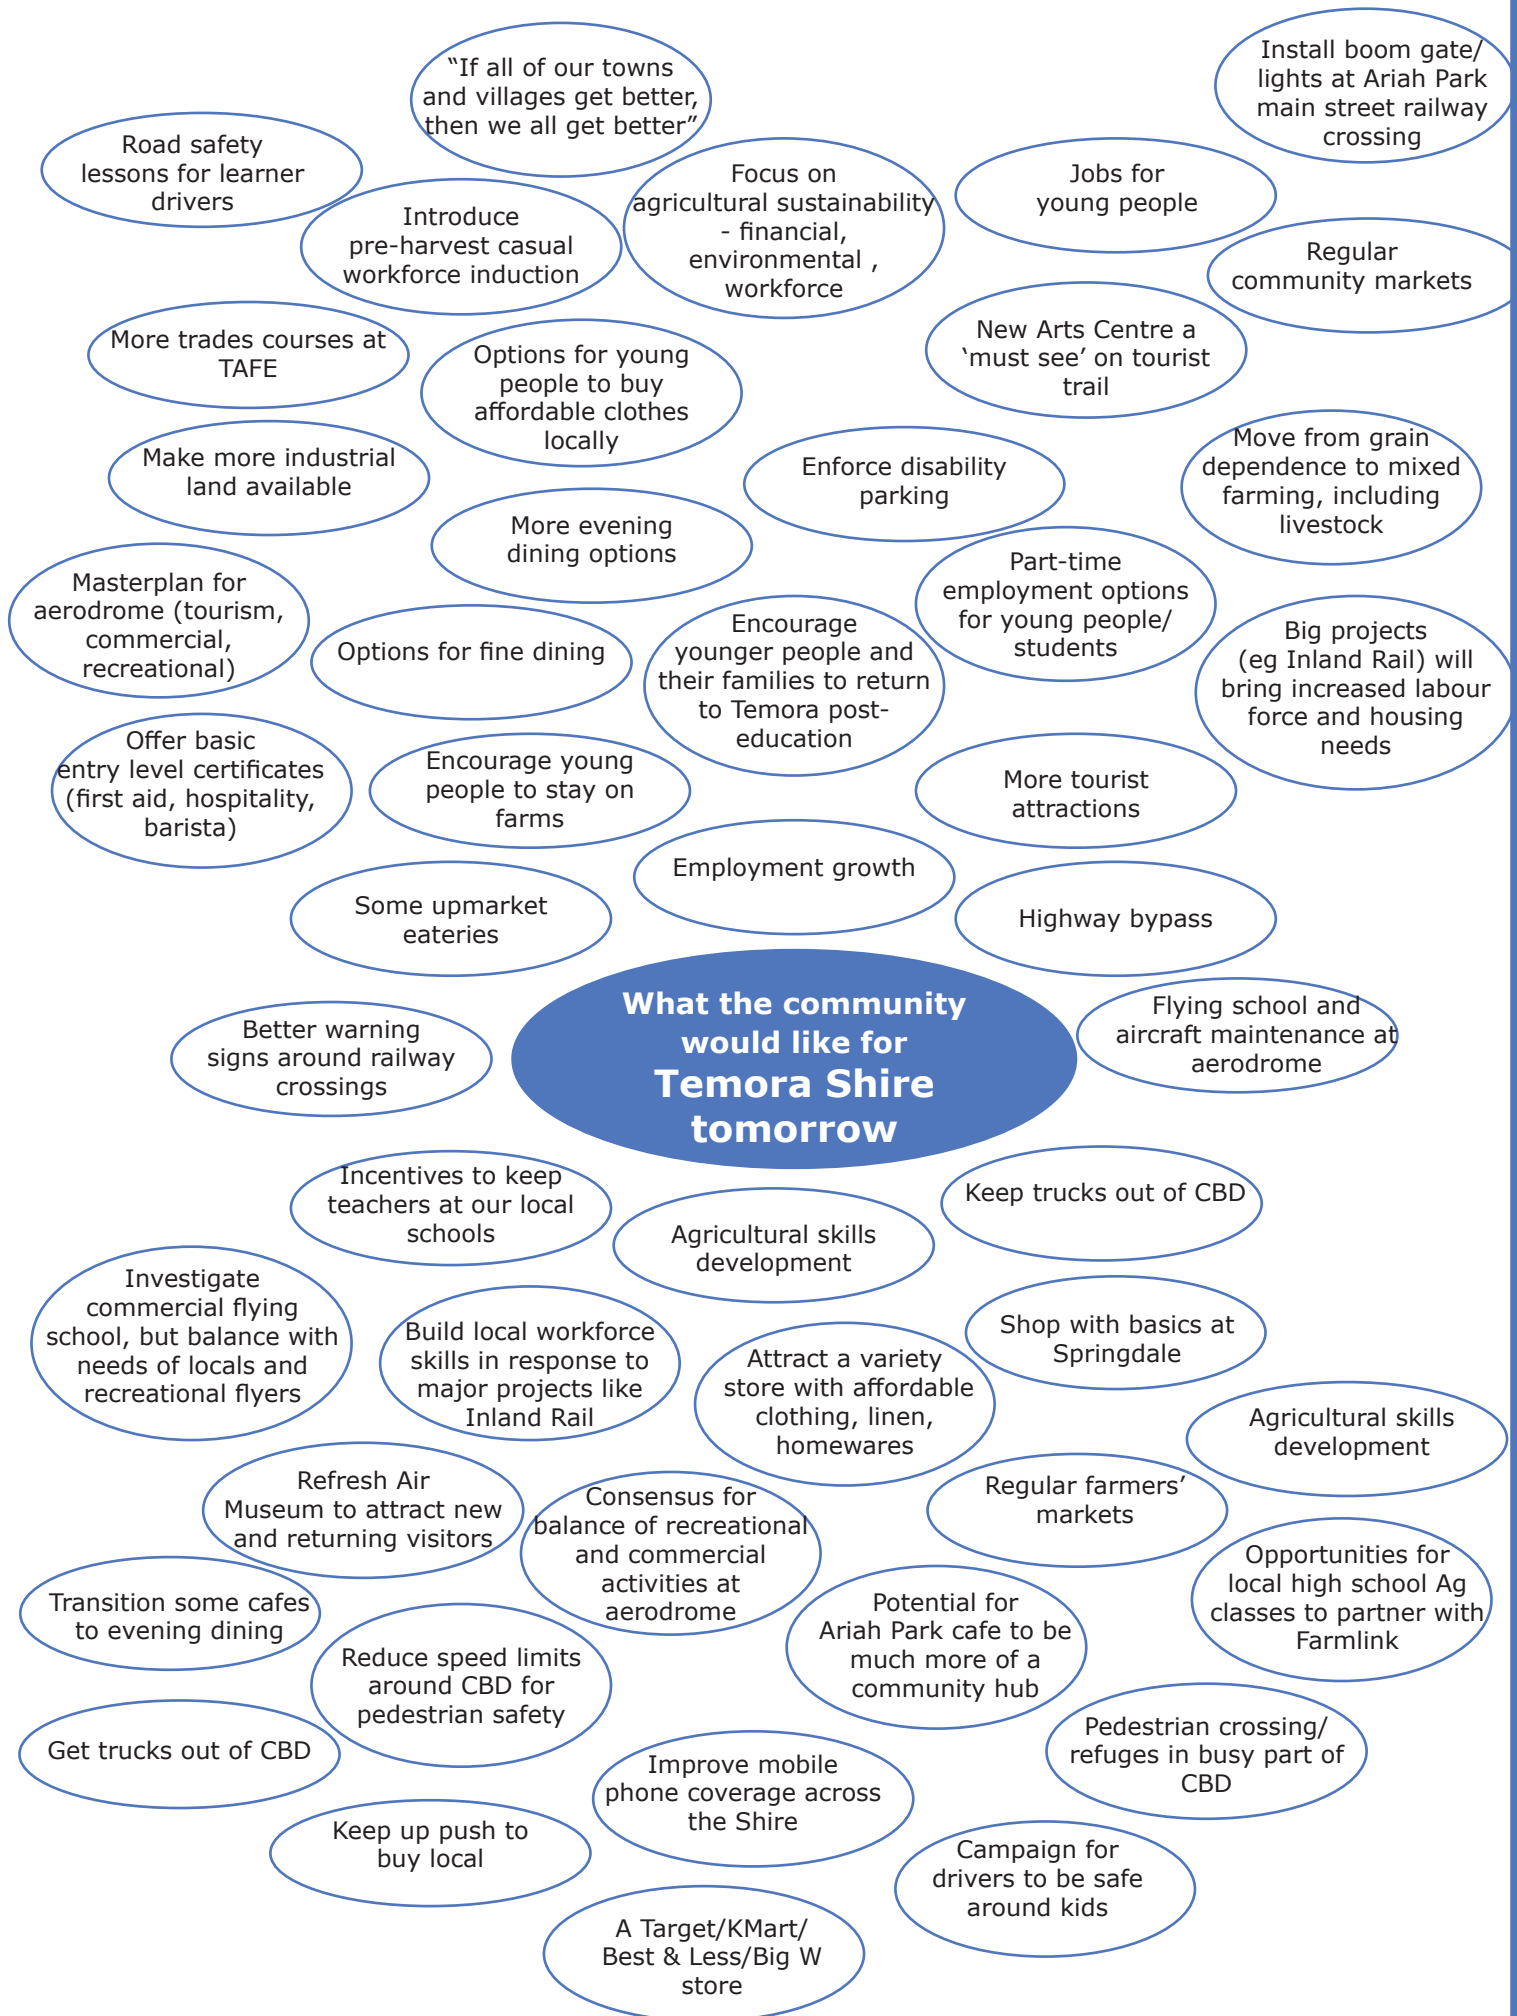 "If all of our towns
and villages get better,
then we all get better"
Install boom gate/
lights at Ariah Park
main street railway
crossing
Road safety
lessons for learner
drivers
Introduce
pre-harvest casual
workforce induction
Focus on
agricultural sustainability
- financial,
environmental ,
workforce
Jobs for
young people
Regular
community markets
More trades courses at
TAFE
Options for young
people to buy
affordable clothes
locally
New Arts Centre a
‘must see’ on tourist
trail
Make more industrial
land available
Enforce disability
parking
Move from grain
dependence to mixed
farming, including
livestock
More evening
dining options
Masterplan for
aerodrome (tourism,
commercial,
recreational)
Options for fine dining
Encourage
younger people and
their families to return
to Temora post-
education
Part-time
employment options
for young people/
students
Big projects
(eg Inland Rail) will
bring increased labour
force and housing
needs
Offer basic
entry level certificates
(first aid, hospitality,
barista)
Encourage young
people to stay on
farms
More tourist
attractions
Employment growth
Some upmarket
eateries
Highway bypass
What the community
would like for
Temora Shire
tomorrow
Better warning
signs around railway
crossings
Flying school and
aircraft maintenance at
aerodrome
Incentives to keep
teachers at our local
schools
Agricultural skills
development
Keep trucks out of CBD
Investigate
commercial flying
school, but balance with
needs of locals and
recreational flyers
Build local workforce
skills in response to
major projects like
Inland Rail
Attract a variety
store with affordable
clothing, linen,
homewares
Shop with basics at
Springdale
Agricultural skills
development
Refresh Air
Museum to attract new
and returning visitors
Consensus for
balance of recreational
and commercial
activities at
aerodrome
Regular farmers’
markets
Opportunities for
local high school Ag
classes to partner with
Farmlink
Transition some cafes
to evening dining
Reduce speed limits
around CBD for
pedestrian safety
Potential for
Ariah Park cafe to be
much more of a
community hub
Get trucks out of CBD
Improve mobile
phone coverage across
the Shire
Pedestrian crossing/
refuges in busy part of
CBD
Keep up push to
buy local
Campaign for
drivers to be safe
around kids
A Target/KMart/
Best & Less/Big W
store